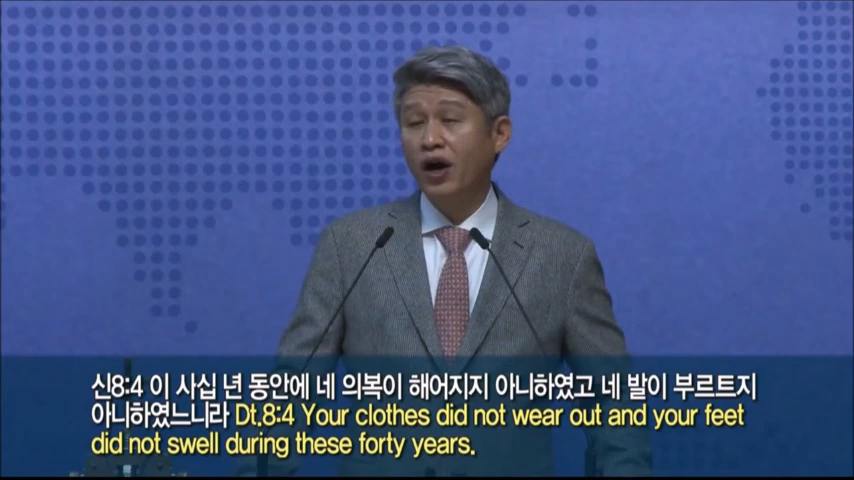 신8:4 이 사십 년 동안에 네 의복이 해어지지 아니하였고 네 발이 부르트지
아니하였느니라 Dt.8:4 Your clothes did not wear out and your feet
did not swell during these forty years.